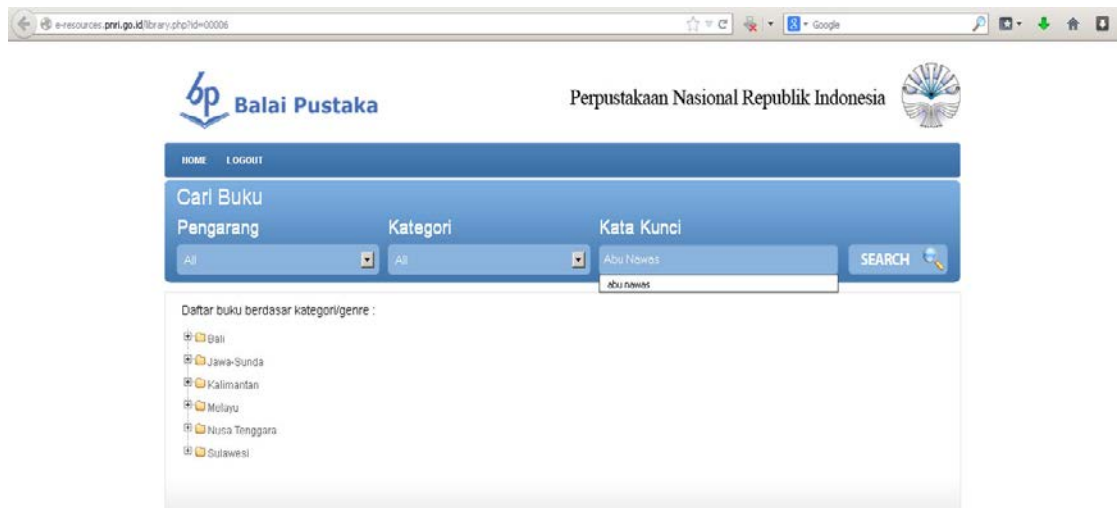 e-resources.pnri.go.id/library.php?id=00006
Google
bp Balai Pustaka
Perpustakaan Nasional Republik Indonesia
HOME LOGOUT
Cari Buku
Pengarang Kategori Kata Kunci
All All Abu Nawas SEARCH
abu nawas
Daftar buku berdasar kategori/genre :
Bali
Jawa-Sunda
Kalimantan
Melayu
Nusa Tenggara
Sulawesi